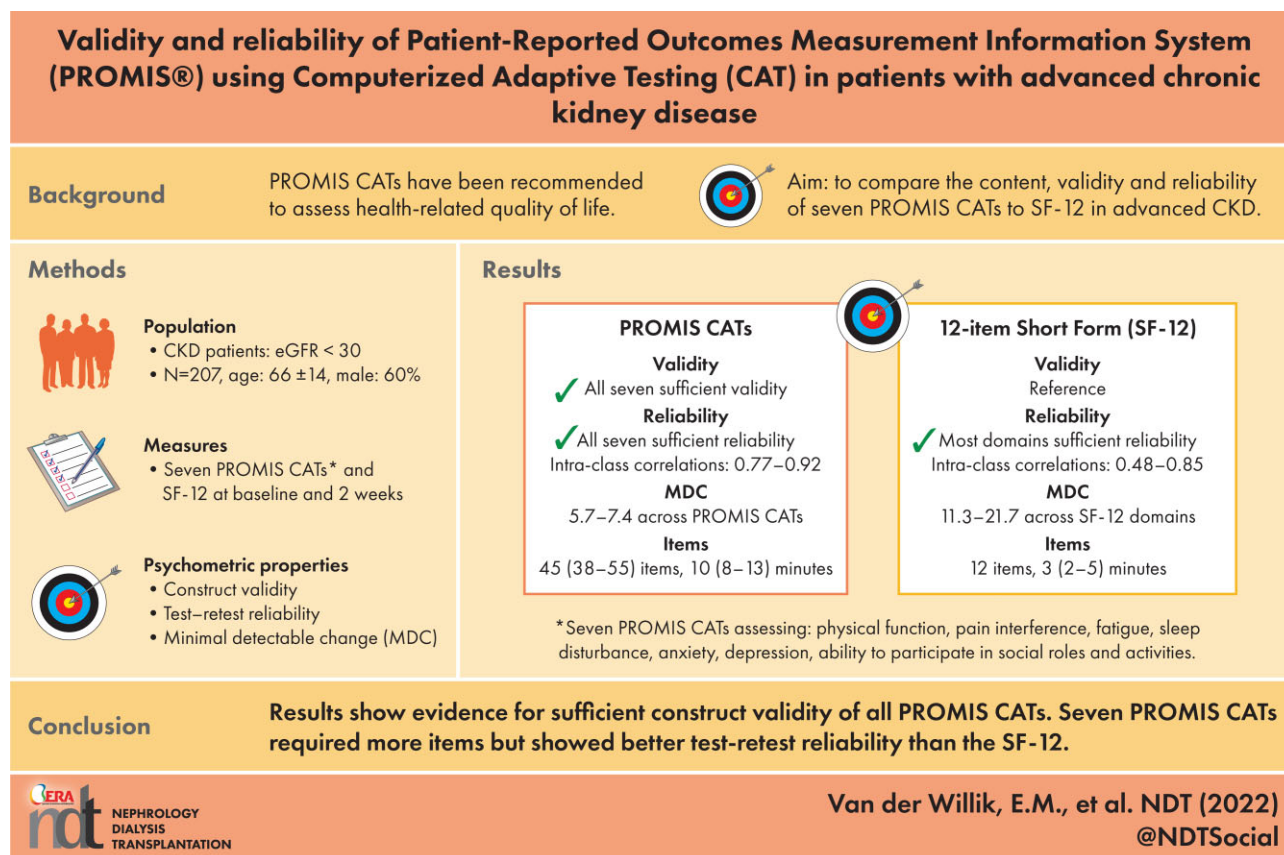 Validity and reliability of Patient-Reported Outcomes Measurement Information System
(PROMIS®) using Computerized Adaptive Testing (CAT) in patients with advanced chronic
kidney disease
Background
PROMIS CATs have been recommended
to assess health-related quality of life.
Aim: to compare the content, validity and reliability
of seven PROMIS CATs to SF-12 in advanced CKD.
Methods
Population
• CKD patients: eGFR < 30
• N=207, age: 66 ±14, male: 60%
Measures
• Seven PROMIS CATs* and
SF-12 at baseline and 2 weeks
Psychometric properties
• Construct validity
• Test–retest reliability
• Minimal detectable change (MDC)
Results
PROMIS CATs
Validity
✓ All seven sufficient validity
Reliability
✓ All seven sufficient reliability
Intra-class correlations: 0.77–0.92
MDC
5.7–7.4 across PROMIS CATs
Items
45 (38–55) items, 10 (8–13) minutes
12-item Short Form (SF-12)
Validity
Reference
Reliability
✓ Most domains sufficient reliability
Intra-class correlations: 0.48–0.85
MDC
11.3–21.7 across SF-12 domains
Items
12 items, 3 (2–5) minutes
*Seven PROMIS CATs assessing: physical function, pain interference, fatigue, sleep
disturbance, anxiety, depression, ability to participate in social roles and activities.
Conclusion
Results show evidence for sufficient construct validity of all PROMIS CATs. Seven PROMIS CATs
required more items but showed better test-retest reliability than the SF-12.
ERA
ndt
NEPHROLOGY
DIALYSIS
TRANSPLANTATION
Van der Willik, E.M., et al. NDT (2022)
@NDTSocial